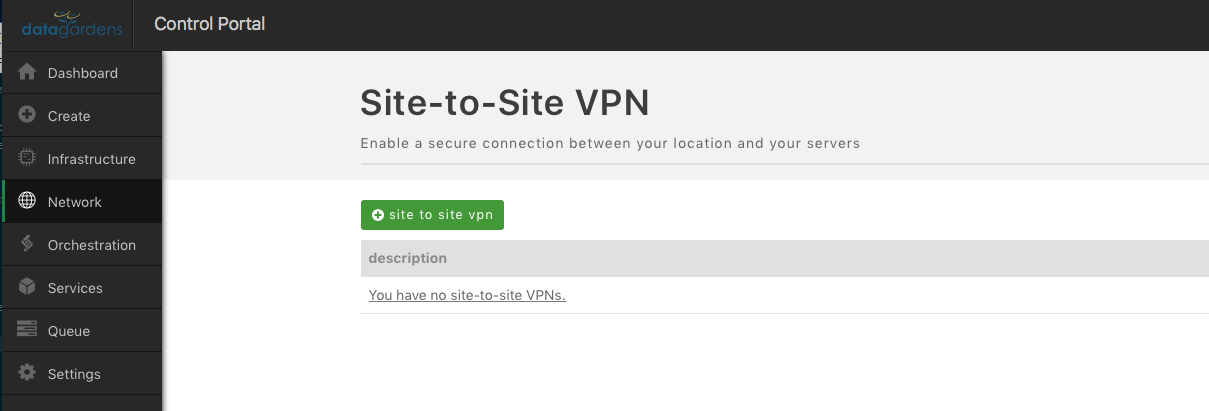 datagardens
Control Portal
Dashboard
Create
Infrastructure
Network
Orchestration
Services
Queue
Settings
Site-to-Site VPN
Enable a secure connection between your location and your servers
site to site vpn
description
You have no site-to-site VPNs.